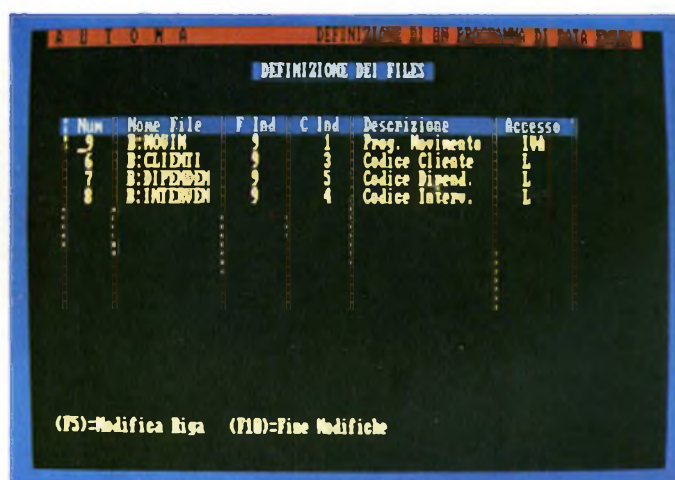 A U T O M A DEFINIZIONE DI UN PROGRAMMA DI DATA ENTRY
DEFINIZIONE DEI FILES
Num Nome File F Ind C Ind Descrizione Accesso
9 B:MOVIM 9 1 Prog. Movimento IVA
6 B:CLIENTI 9 3 Codice Cliente L
7 B:DIPENDEN 9 5 Codice Dipend. L
8 B:INTERVEN 9 4 Codice Interv. L
(F5)=Modifica Riga (F10)=Fine Modifiche